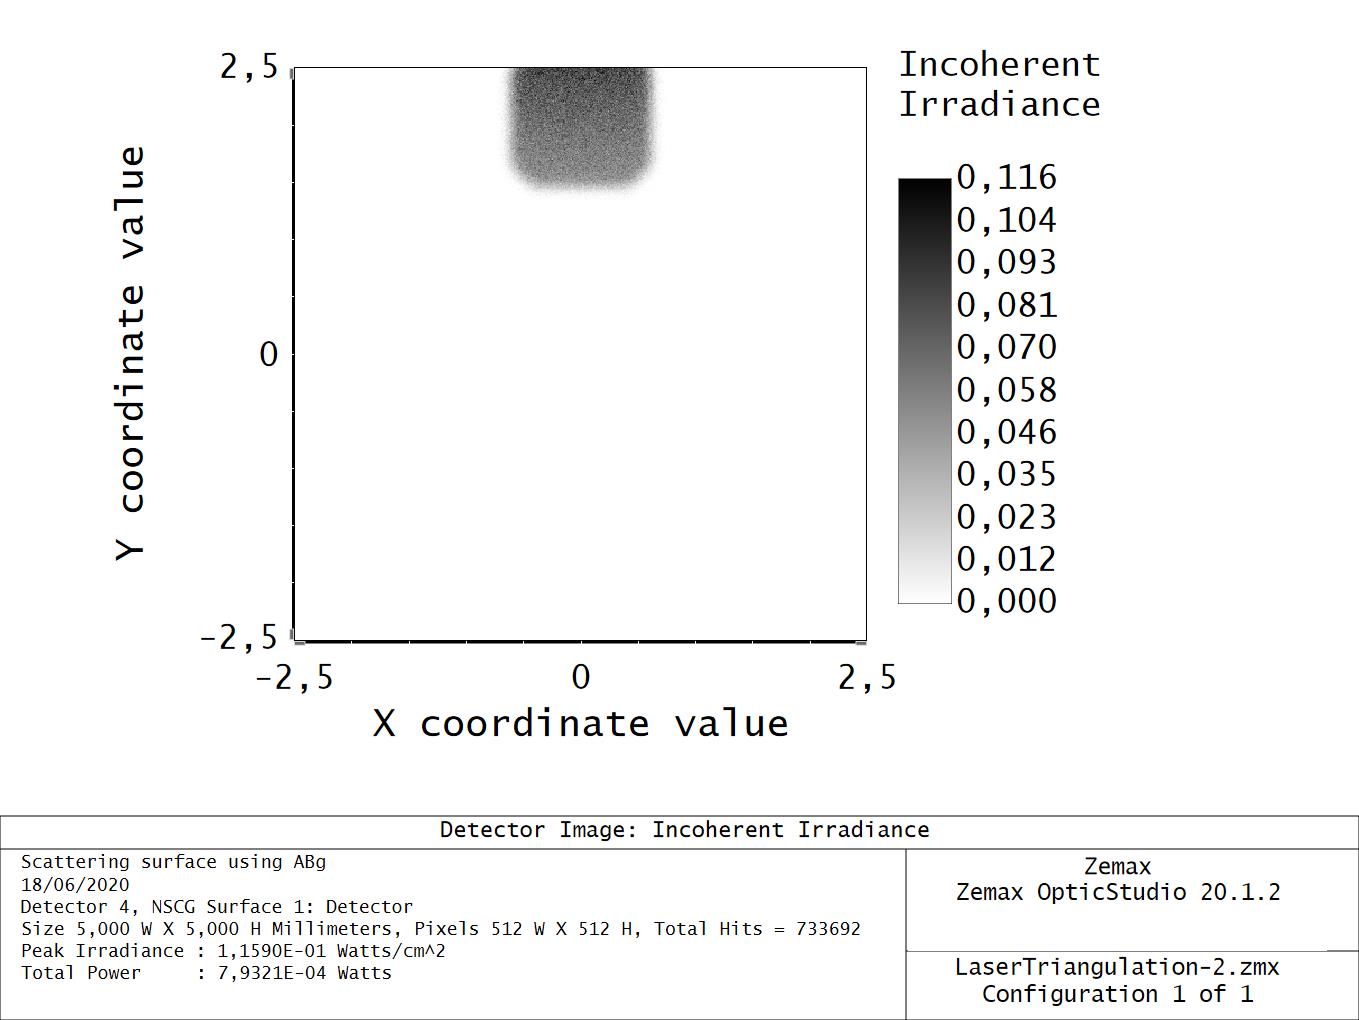 2,5
0
-2,5
Y coordinate value
-2,5
0
2,5
X coordinate value
Incoherent
Irradiance
0,116
0,104
0,093
0,081
0,070
0,058
0,046
0,035
0,023
0,012
0,000
Detector Image: Incoherent Irradiance
Scattering surface using ABg
18/06/2020
Detector 4, NSCG Surface 1: Detector
Size 5,000 W X 5,000 H Millimeters, Pixels 512 W X 512 H, Total Hits = 733692
Peak Irradiance : 1,1590E-01 Watts/cm^2
Total Power : 7,9321E-04 Watts
Zemax
Zemax OpticStudio 20.1.2
LaserTriangulation-2.zmx
Configuration 1 of 1